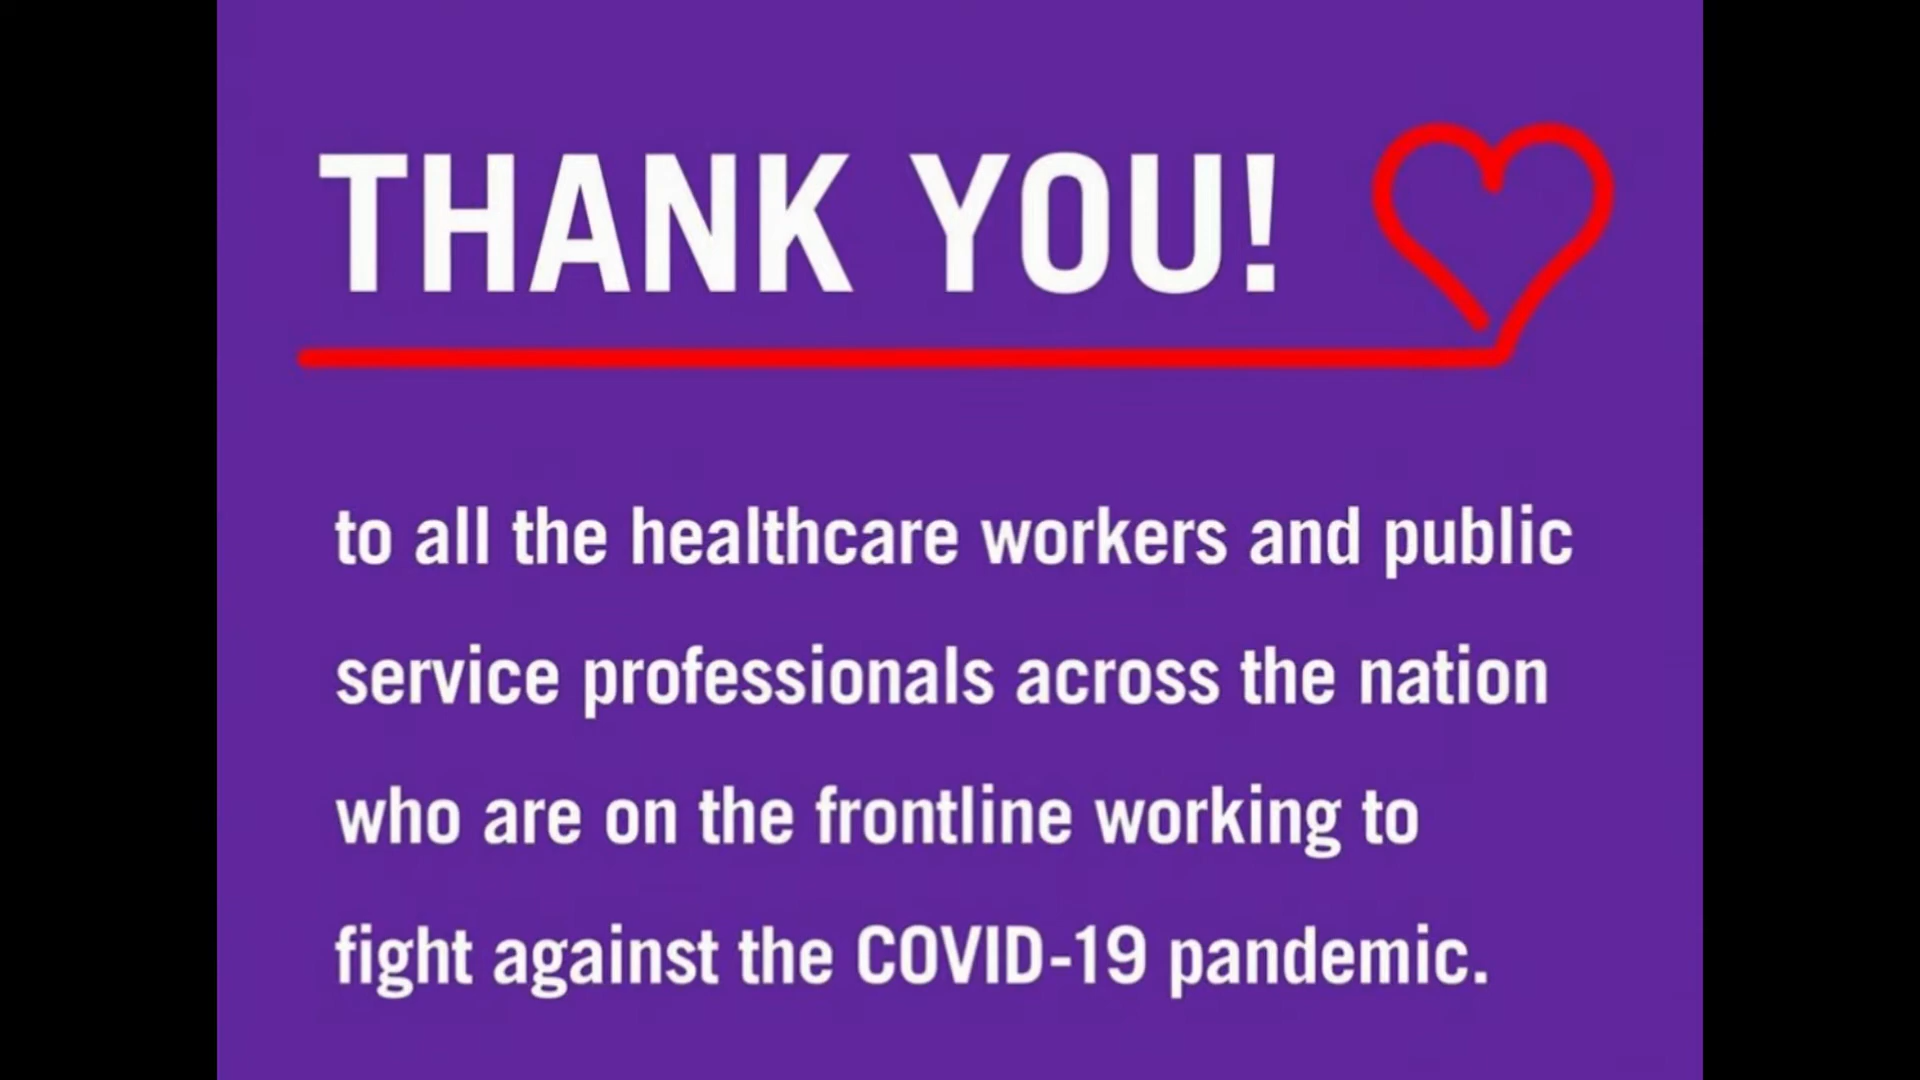 THANK YOU!
to all the healthcare workers and public
service professionals across the nation
who are on the frontline working to
fight against the COVID-19 pandemic.